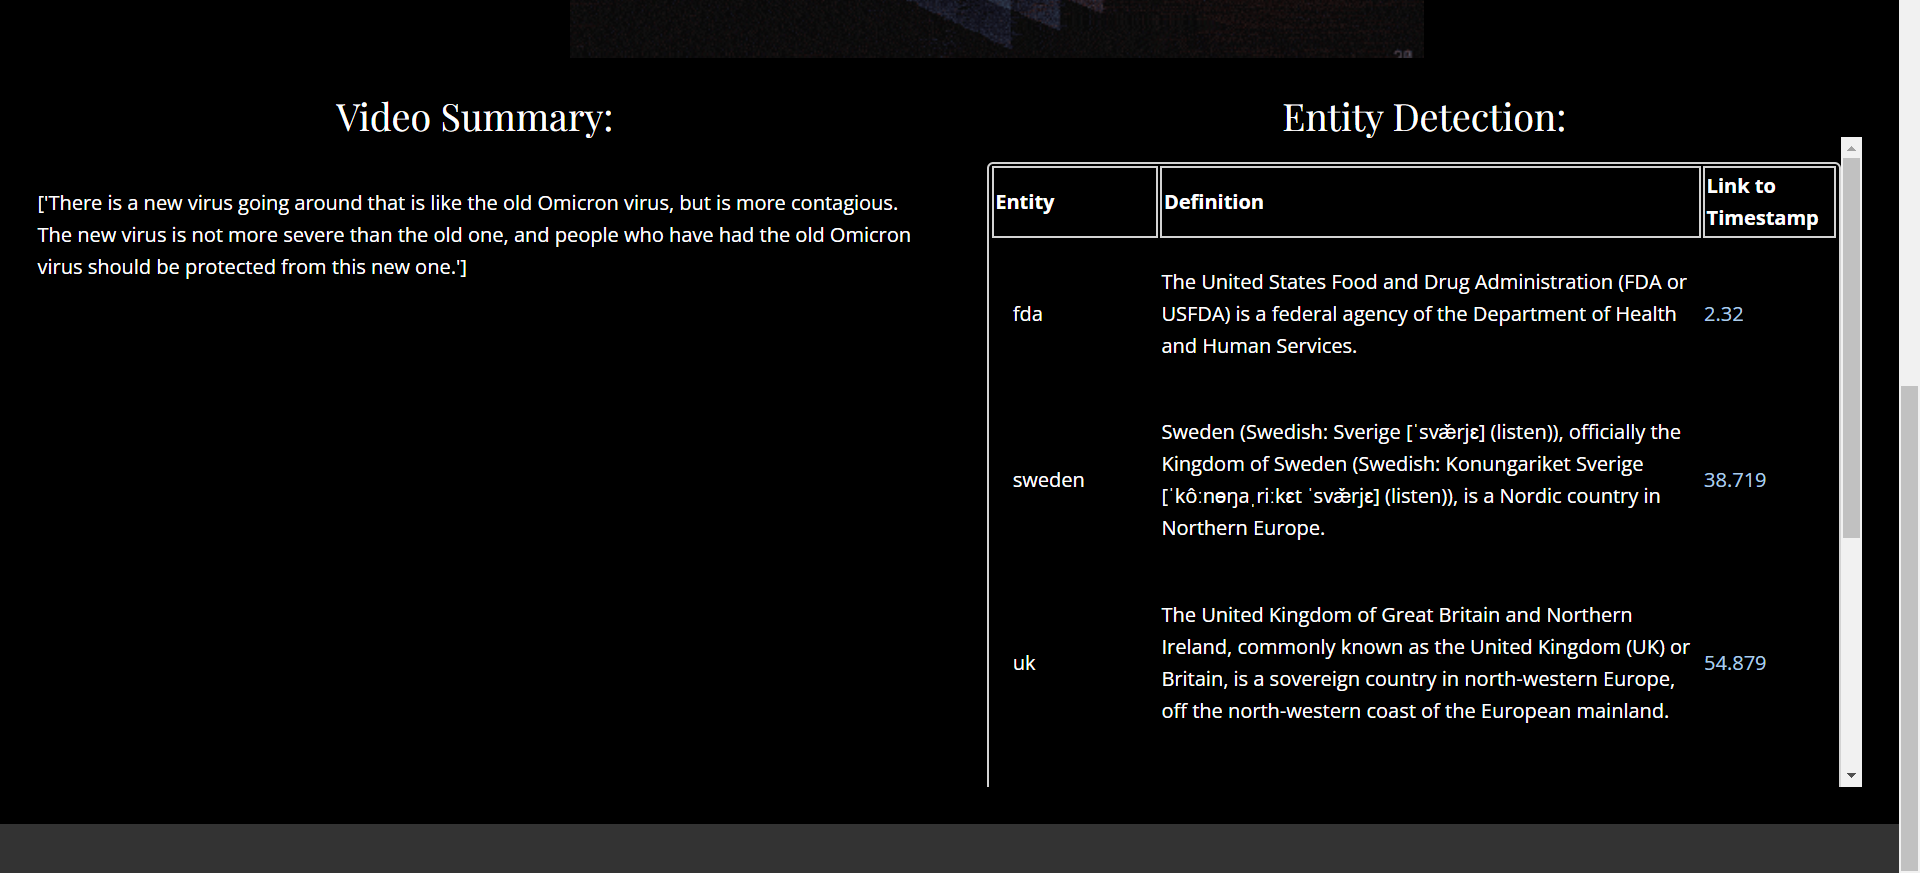 Video Summary:
['There is a new virus going around that is like the old Omicron virus, but is more contagious.
The new virus is not more severe than the old one, and people who have had the old Omicron
virus should be protected from this new one.']
Entity Detection:
Entity
Definition
Link to
Timestamp
fda
The United States Food and Drug Administration (FDA or
USFDA) is a federal agency of the Department of Health
and Human Services.
2.32
sweden
Sweden (Swedish: Sverige [ˈsvæ̌rjɛ] (listen)), officially the
Kingdom of Sweden (Swedish: Konungariket Sverige
[ˈkôːnɵŋaˌriːkɛt ˈsvæ̌rjɛ] (listen)), is a Nordic country in
Northern Europe.
38.719
uk
The United Kingdom of Great Britain and Northern
Ireland, commonly known as the United Kingdom (UK) or
Britain, is a sovereign country in north-western Europe,
off the north-western coast of the European mainland.
54.879